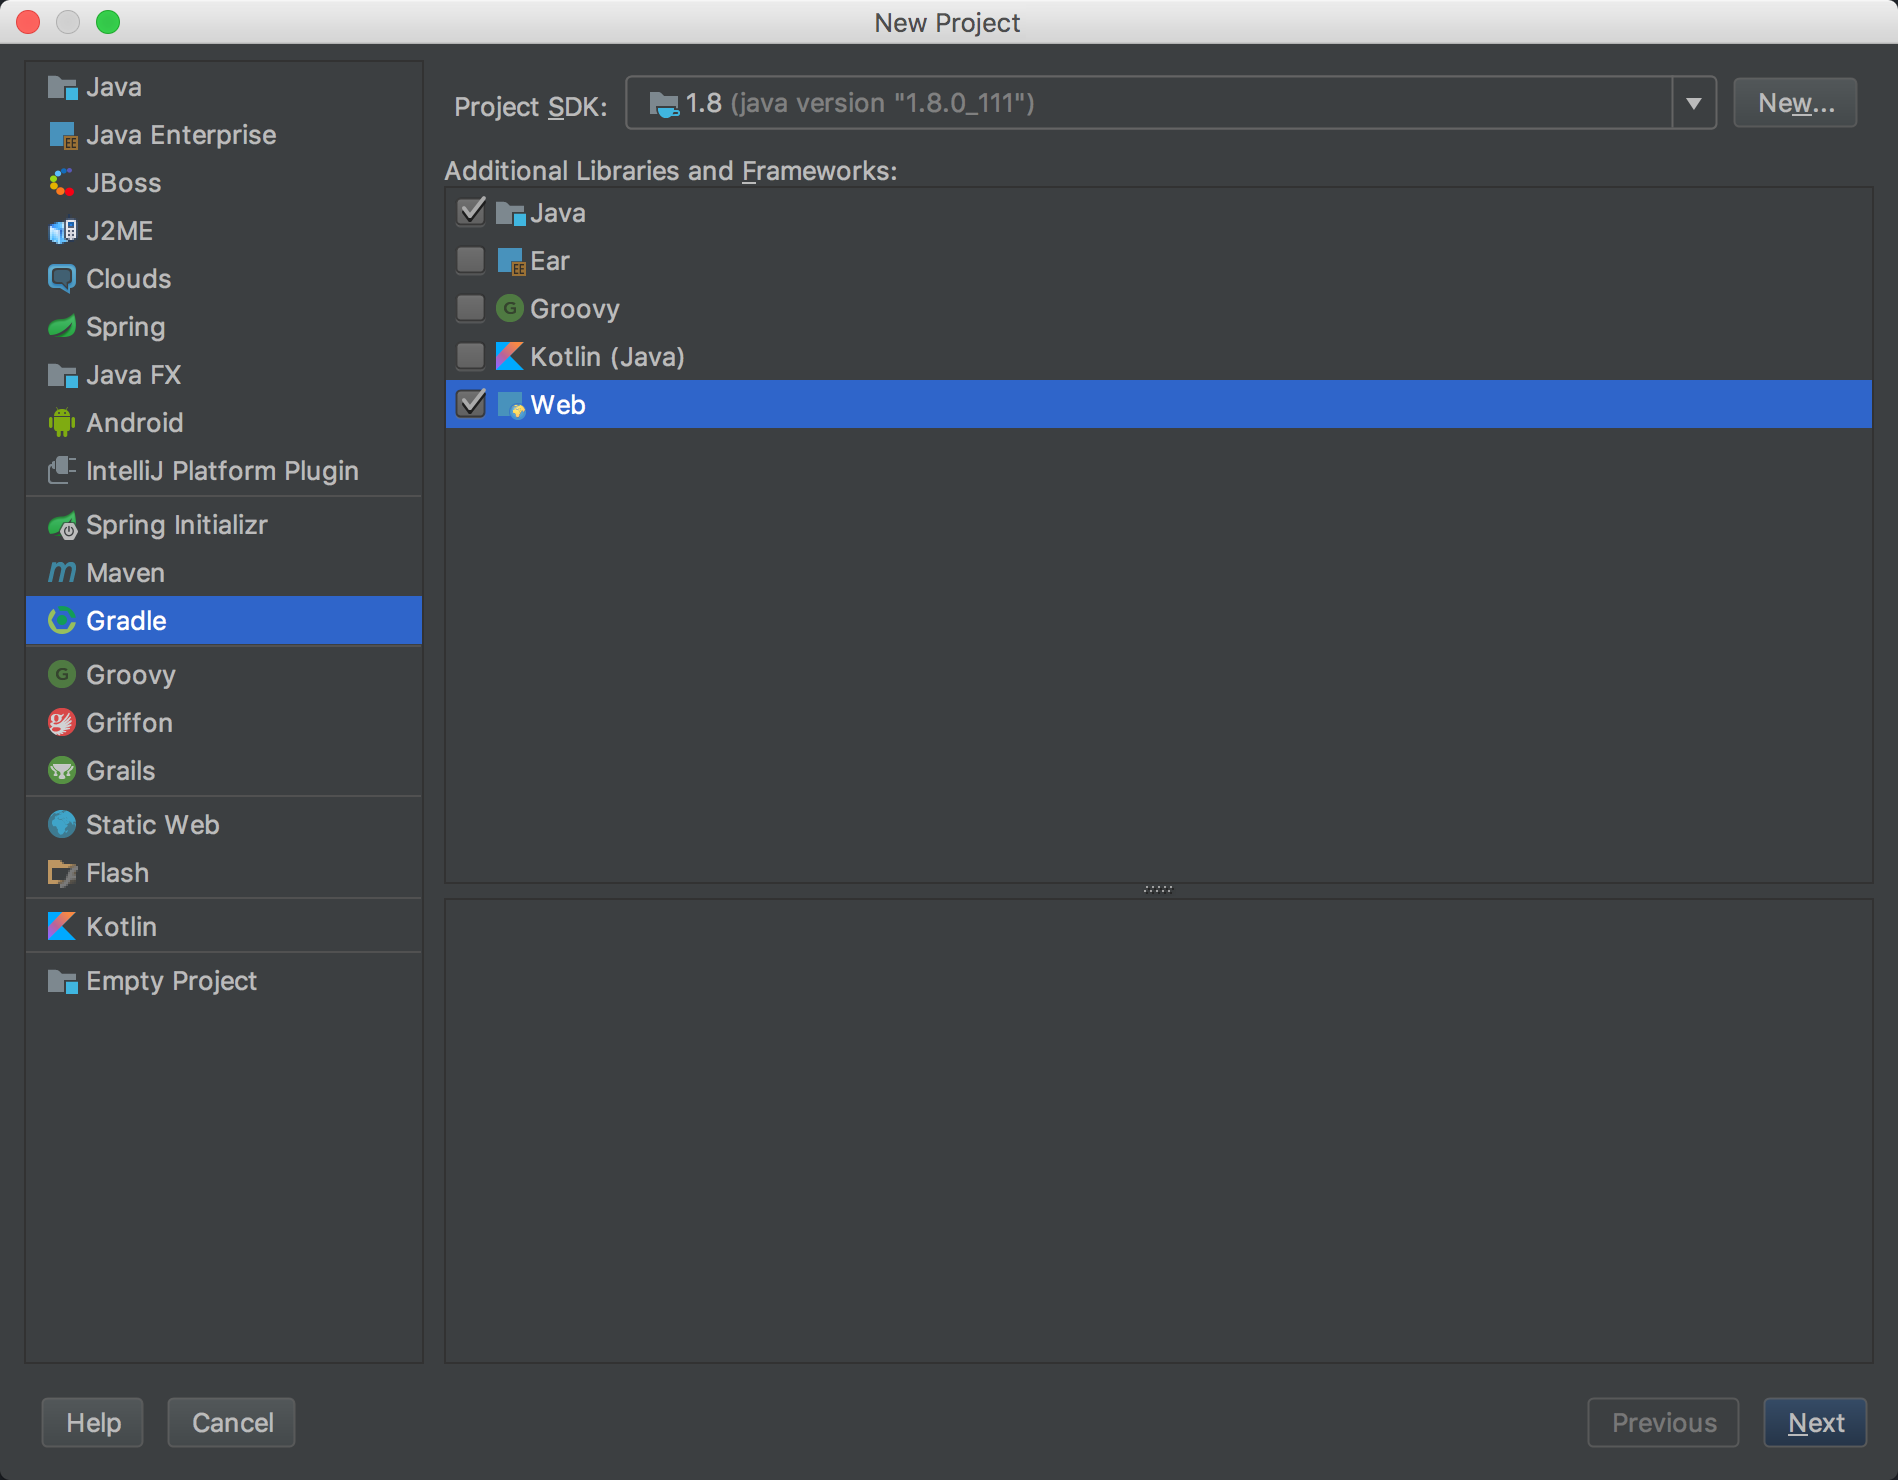 New Project
Java
Java Enterprise
JBoss
J2ME
Clouds
Spring
Java FX
Android
IntelliJ Platform Plugin
Spring Initializr
Maven
Gradle
Groovy
Griffon
Grails
Static Web
Flash
Kotlin
Empty Project
Project SDK: 1.8 (java version "1.8.0_111") New...
Additional Libraries and Frameworks:
Java
Ear
Groovy
Kotlin (Java)
Web
Help Cancel Previous Next